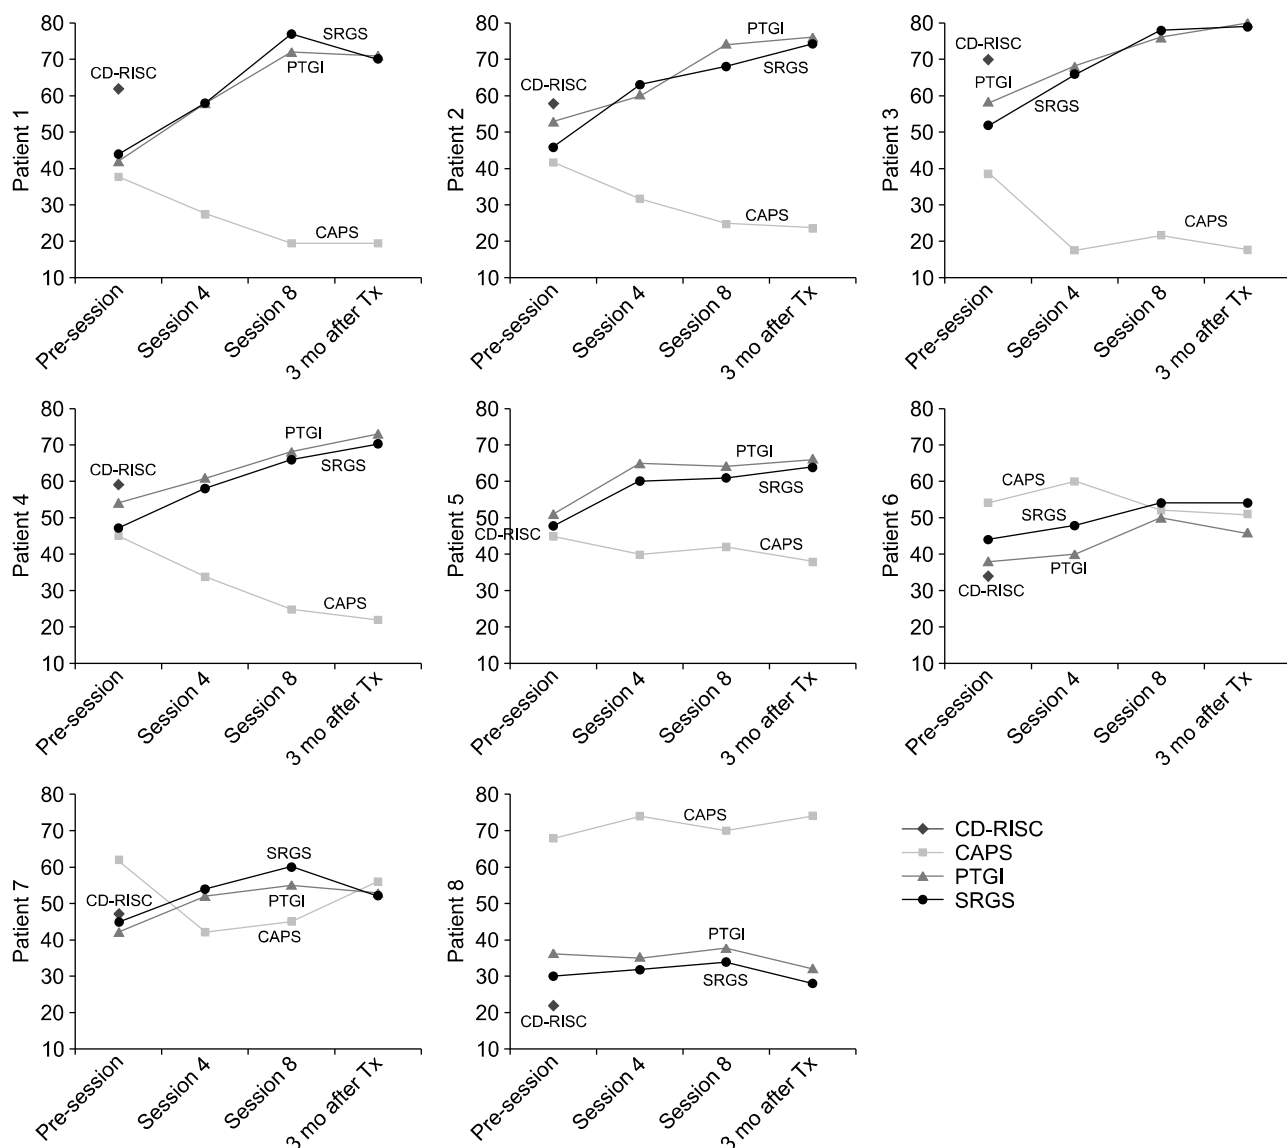 80
70
60
50
40
30
20
10
Patient 1
CD-RISC
SRGS
PTGI
CAPS
Pre-session
Session 4
Session 8
3 mo after Tx
80
70
60
50
40
30
20
10
Patient 2
CD-RISC
PTGI
SRGS
CAPS
Pre-session
Session 4
Session 8
3 mo after Tx
80
70
60
50
40
30
20
10
Patient 3
CD-RISC
PTGI
SRGS
CAPS
Pre-session
Session 4
Session 8
3 mo after Tx
80
70
60
50
40
30
20
10
Patient 4
CD-RISC
PTGI
SRGS
CAPS
Pre-session
Session 4
Session 8
3 mo after Tx
80
70
60
50
40
30
20
10
Patient 5
CD-RISC
PTGI
SRGS
CAPS
Pre-session
Session 4
Session 8
3 mo after Tx
80
70
60
50
40
30
20
10
Patient 6
CAPS
SRGS
PTGI
CD-RISC
Pre-session
Session 4
Session 8
3 mo after Tx
80
70
60
50
40
30
20
10
Patient 7
CD-RISC
SRGS
PTGI
CAPS
Pre-session
Session 4
Session 8
3 mo after Tx
80
70
60
50
40
30
20
10
Patient 8
CAPS
PTGI
SRGS
CD-RISC
Pre-session
Session 4
Session 8
3 mo after Tx
CD-RISC
CAPS
PTGI
SRGS